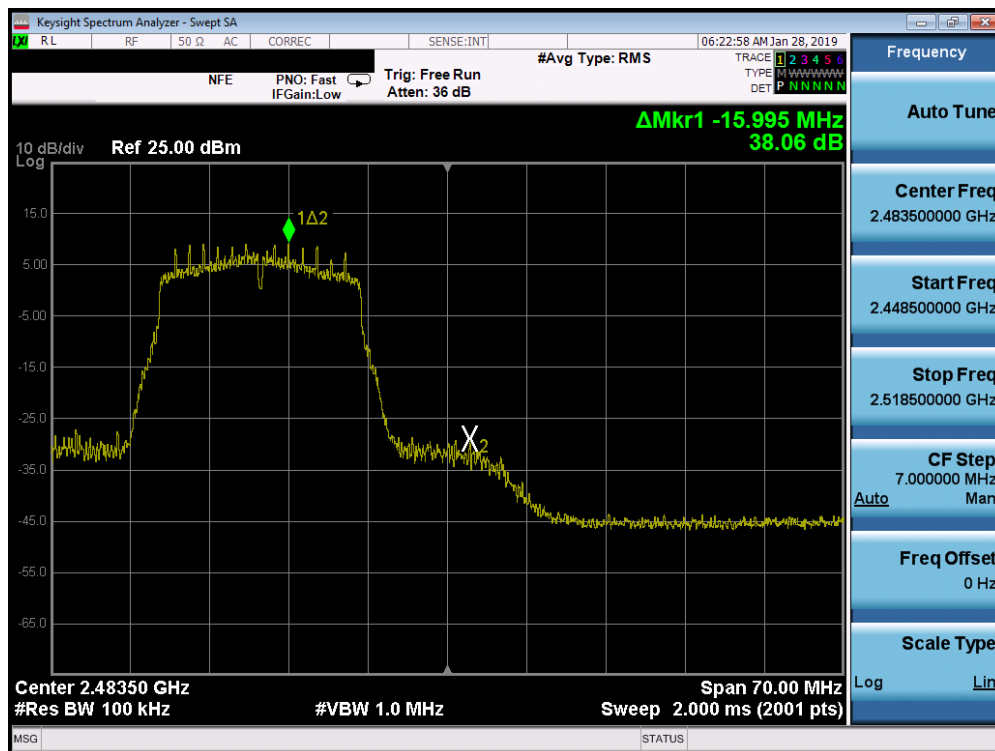 Keysight Spectrum Analyzer - Swept SA
LXI RL RF 50 Ω AC CORREC SENSE:INT 06:22:58 AM Jan 28, 2019
Frequency
NFE PNO: Fast IFGain:Low
Trig: Free Run
Atten: 36 dB
#Avg Type: RMS
TRACE 1 2 3 4 5 6
TYPE M WWWWW
DET P N N N N N
ΔMkr1 -15.995 MHz
38.06 dB
10 dB/div
Log
Ref 25.00 dBm
15.0
5.00
-5.00
-15.0
-25.0
-35.0
-45.0
-55.0
-65.0
1Δ2
X2
Center 2.48350 GHz
Span 70.00 MHz
#Res BW 100 kHz
#VBW 1.0 MHz
Sweep 2.000 ms (2001 pts)
MSG
STATUS
Auto Tune
Center Freq
2.483500000 GHz
Start Freq
2.448500000 GHz
Stop Freq
2.518500000 GHz
CF Step
7.000000 MHz
Auto Man
Freq Offset
0 Hz
Scale Type
Log Lin